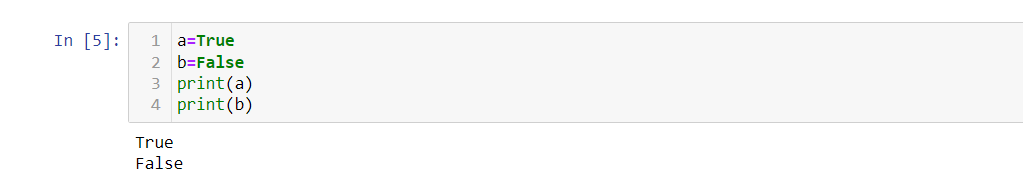 In [5]:
1 a=True
2 b=False
3 print(a)
4 print(b)
True
False